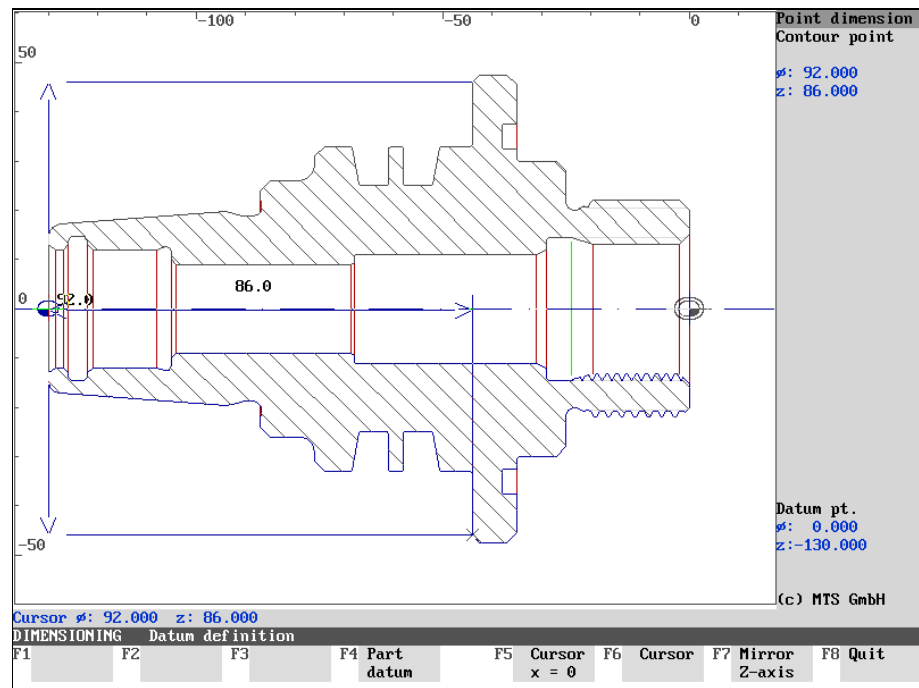 -100 -50 0 Point dimension
Contour point
50
ø: 92.000
z: 86.000
86.0
0 92.0
Datum pt.
ø: 0.000
-50 z:-130.000
(c) MTS GmbH
Cursor ø: 92.000 z: 86.000
DIMENSIONING Datum definition
F1 F2 F3 F4 Part F5 Cursor F6 Cursor F7 Mirror F8 Quit
datum x = 0 Z-axis